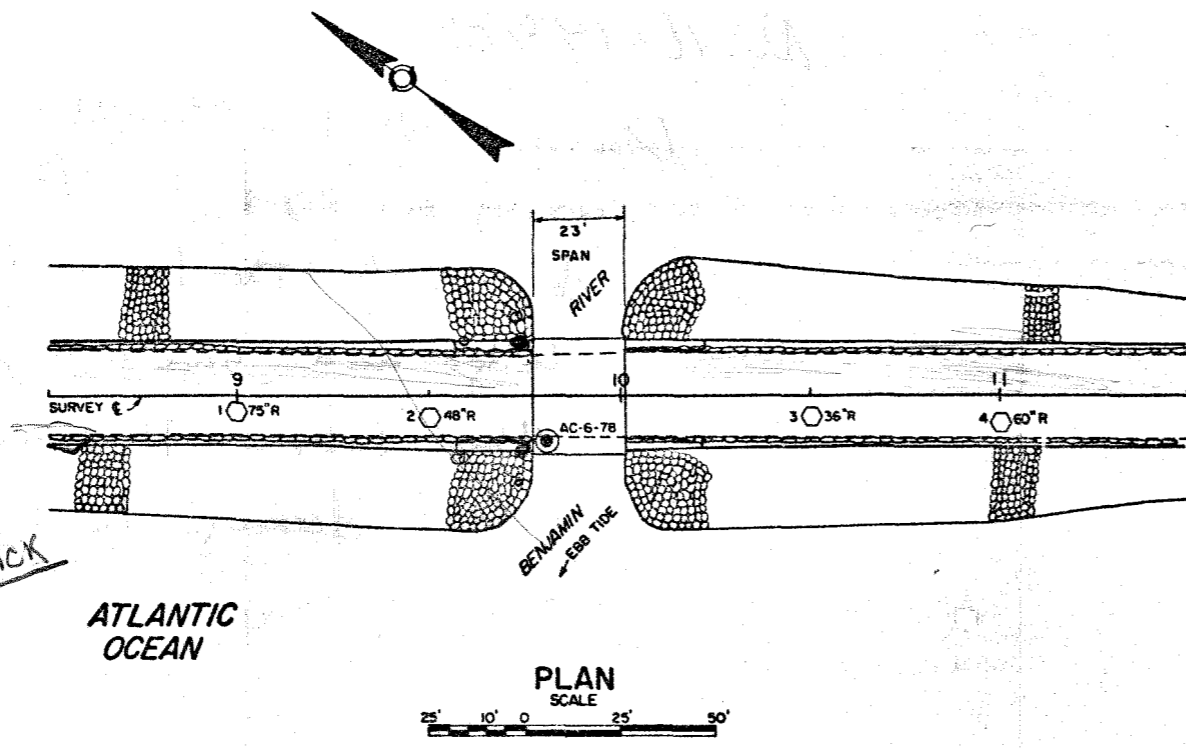 23'
SPAN
RIVER
9
10
11
SURVEY ℄
1 75"R
2 48"R
3 36"R
4 60"R
AC-6-78
BENJAMIN
EBB TIDE
ATLANTIC
OCEAN
PLAN
SCALE
25' 10' 0 25' 50'